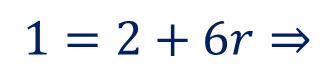 1 = 2 + 6r ⇒